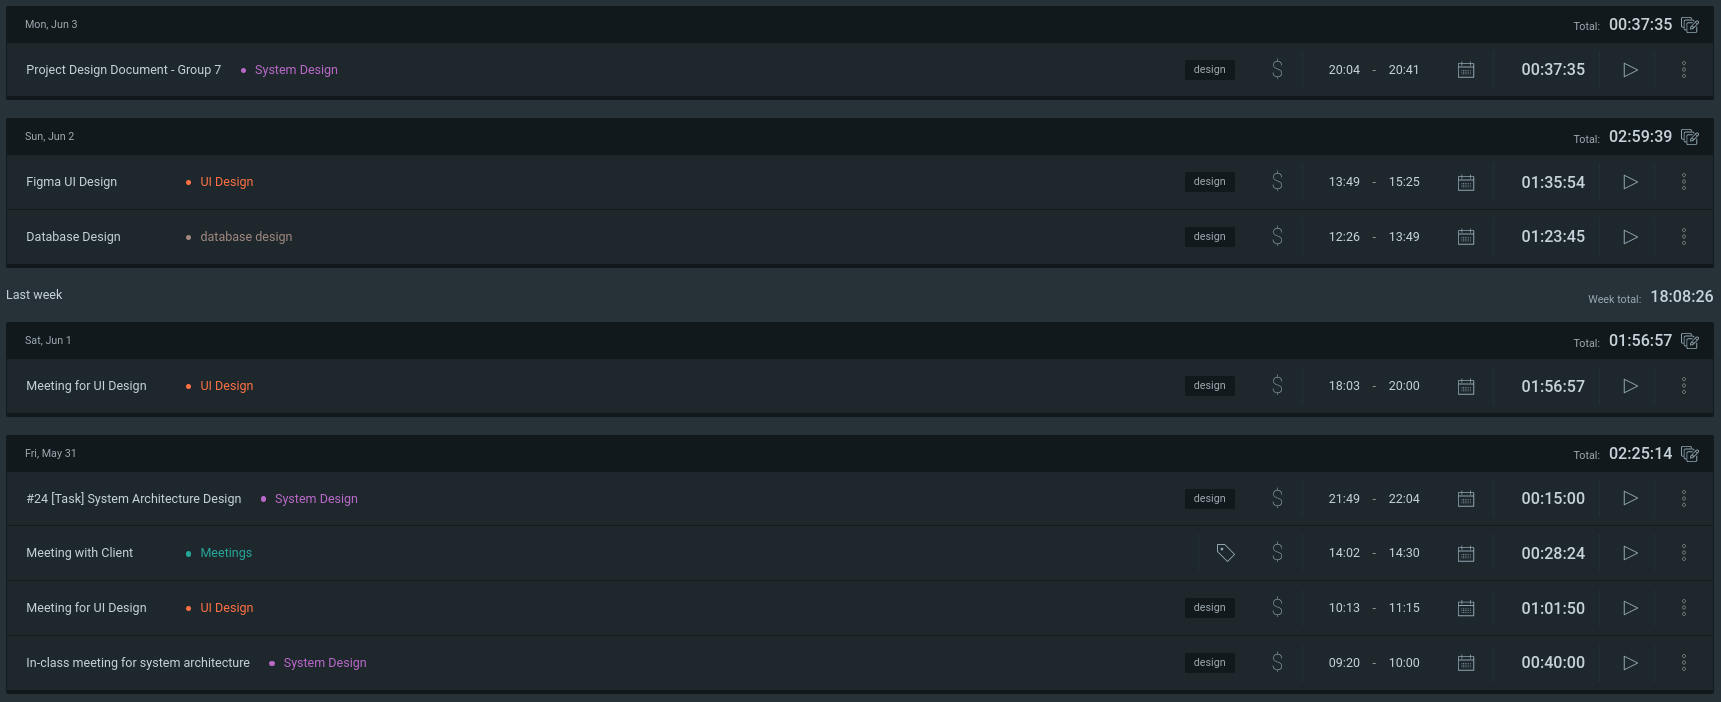 Mon, Jun 3 Total: 00:37:35
Project Design Document - Group 7 • System Design design $ 20:04 - 20:41 00:37:35
Sun, Jun 2 Total: 02:59:39
Figma UI Design • UI Design design $ 13:49 - 15:25 01:35:54
Database Design • database design design $ 12:26 - 13:49 01:23:45
Last week Week total: 18:08:26
Sat, Jun 1 Total: 01:56:57
Meeting for UI Design • UI Design design $ 18:03 - 20:00 01:56:57
Fri, May 31 Total: 02:25:14
#24 [Task] System Architecture Design • System Design design $ 21:49 - 22:04 00:15:00
Meeting with Client • Meetings $ 14:02 - 14:30 00:28:24
Meeting for UI Design • UI Design design $ 10:13 - 11:15 01:01:50
In-class meeting for system architecture • System Design design $ 09:20 - 10:00 00:40:00